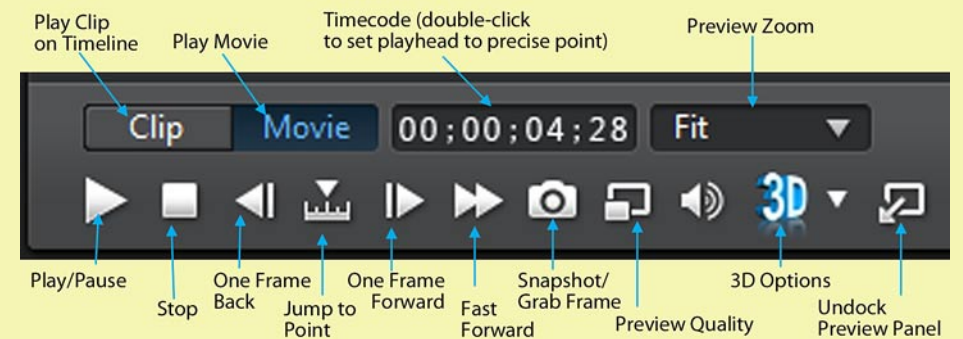 Play Clip
on Timeline
Play Movie
Timecode (double-click
to set playhead to precise point)
Preview Zoom
Clip
Movie
00;00;04;28
Fit
3D
Play/Pause
Stop
One Frame
Back
Jump to
Point
One Frame
Forward
Fast
Forward
Snapshot/
Grab Frame
Preview Quality
3D Options
Undock
Preview Panel